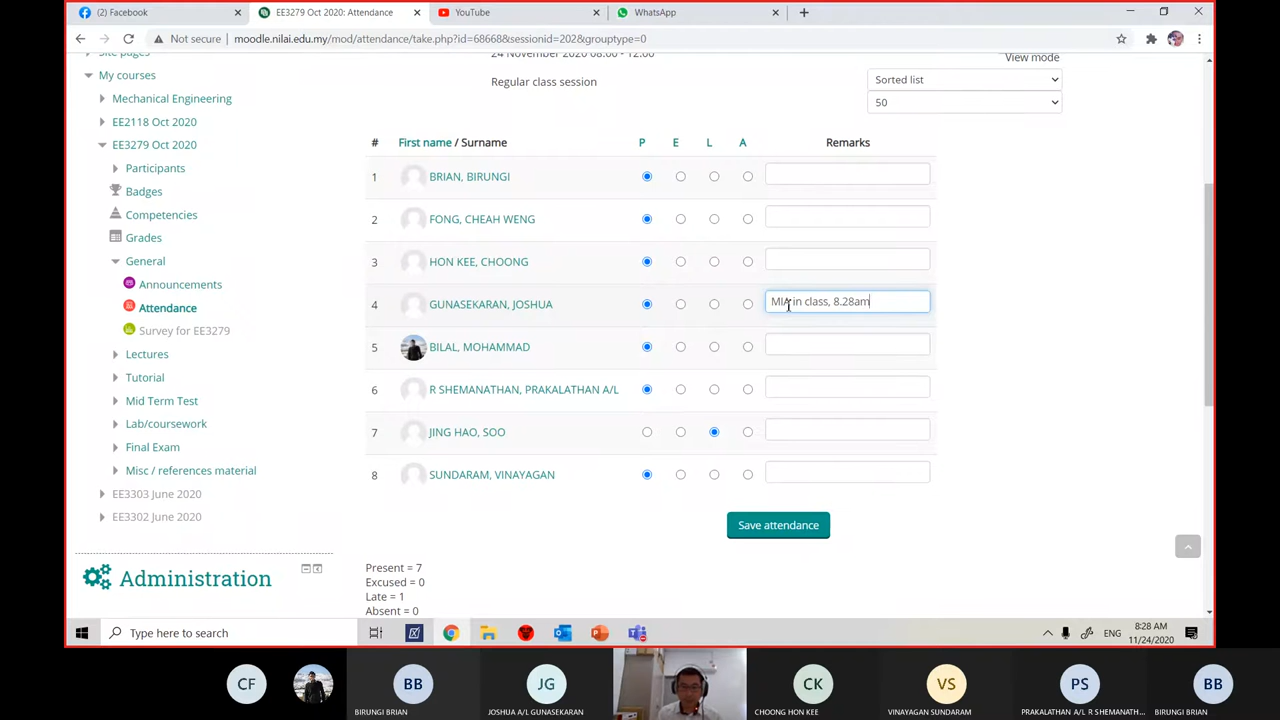 (2) Facebook
EE3279 Oct 2020: Attendance
YouTube
WhatsApp
Not secure
moodle.nilai.edu.my/mod/attendance/take.php?id=68668&sessionid=202&grouptype=0
Site pages
My courses
Mechanical Engineering
EE2118 Oct 2020
EE3279 Oct 2020
Participants
Badges
Competencies
Grades
General
Announcements
Attendance
Survey for EE3279
Lectures
Tutorial
Mid Term Test
Lab/coursework
Final Exam
Misc / references material
EE3303 June 2020
EE3302 June 2020
Administration
24 November 2020 08:00 - 12:00
Regular class session
View mode
Sorted list
50
# First name / Surname P E L A Remarks
1 BRIAN, BIRUNGI
2 FONG, CHEAH WENG
3 HON KEE, CHOONG
4 GUNASEKARAN, JOSHUA MIA in class, 8.28am
5 BILAL, MOHAMMAD
6 R SHEMANATHAN, PRAKALATHAN A/L
7 JING HAO, SOO
8 SUNDARAM, VINAYAGAN
Save attendance
Present = 7
Excused = 0
Late = 1
Absent = 0
Type here to search
ENG
8:28 AM
11/24/2020
CF
BB
BIRUNGI BRIAN
JG
JOSHUA A/L GUNASEKARAN
CK
CHOONG HON KEE
VS
VINAYAGAN SUNDARAM
PS
PRAKALATHAN A/L R SHEMANATH...
BB
BIRUNGI BRIAN